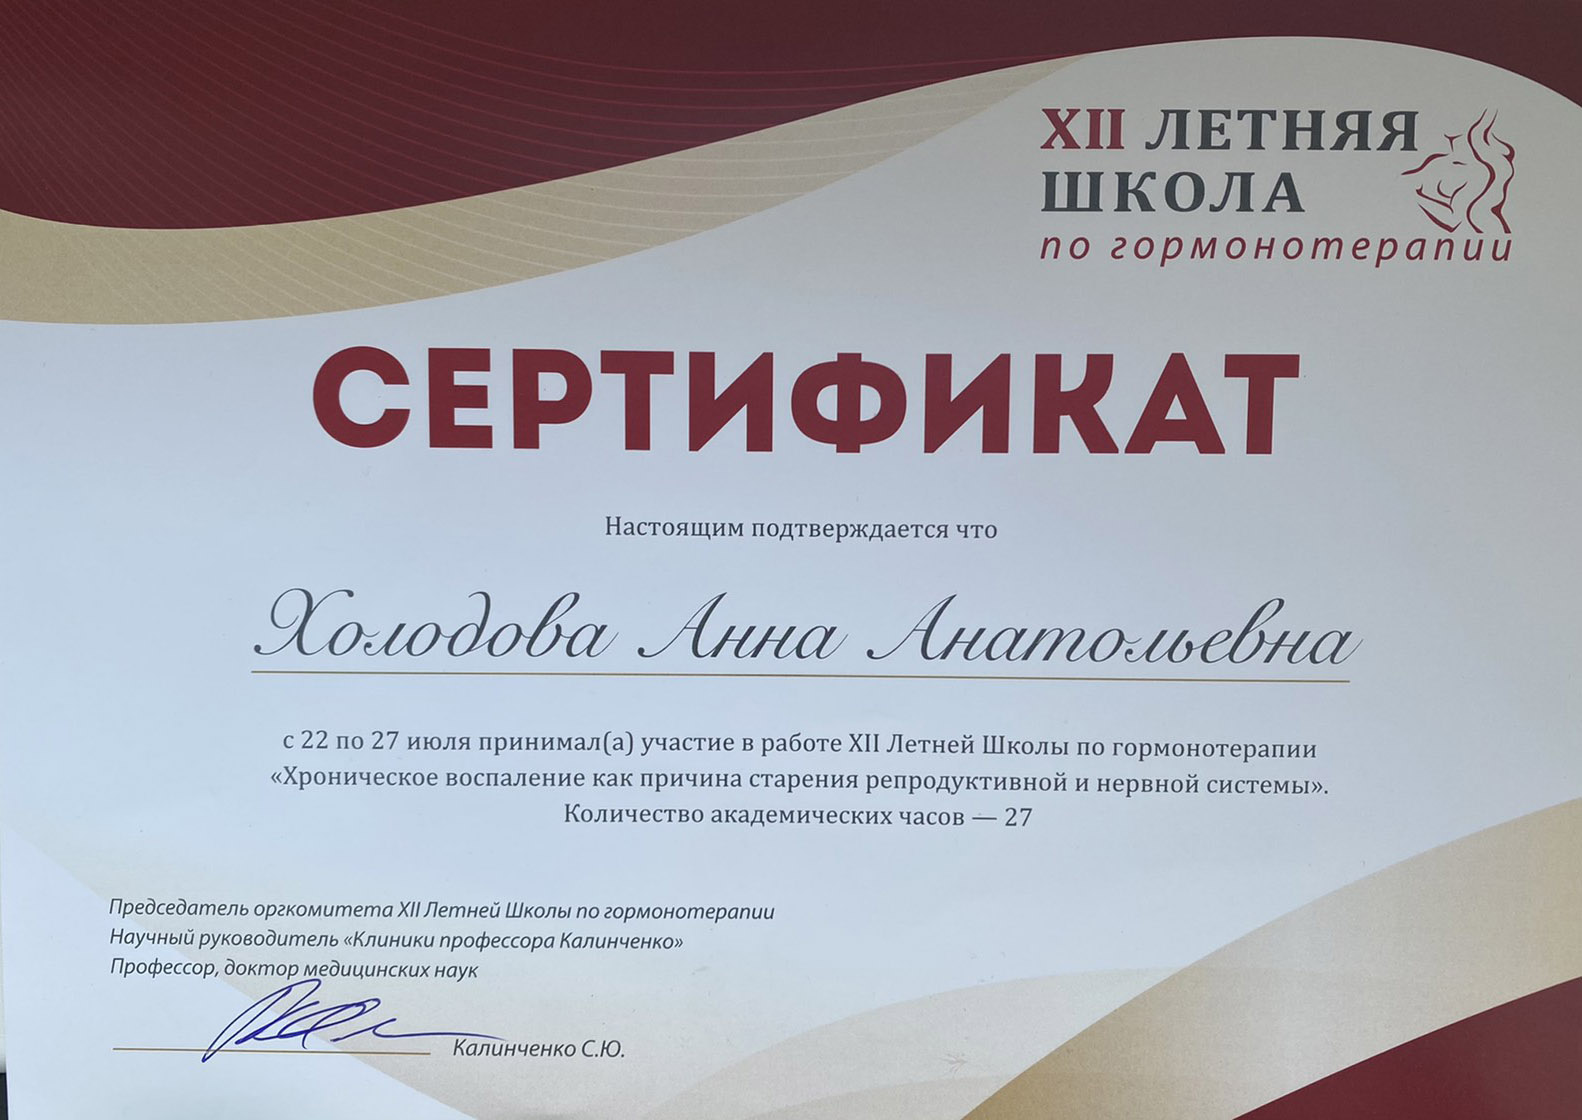 XII ЛЕТНЯЯ
ШКОЛА
по гормонотерапии
СЕРТИФИКАТ
Настоящим подтверждается что
Холодова Анна Анатольевна
с 22 по 27 июля принимал(а) участие в работе XII Летней Школы по гормонотерапии
«Хроническое воспаление как причина старения репродуктивной и нервной системы».
Количество академических часов — 27
Председатель оргкомитета XII Летней Школы по гормонотерапии
Научный руководитель «Клиники профессора Калинченко»
Профессор, доктор медицинских наук
Калинченко С.Ю.